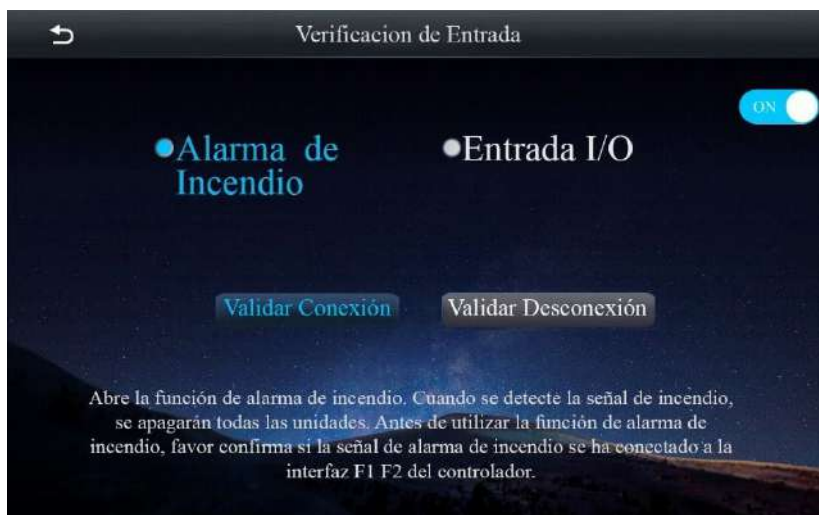 Verificacion de Entrada
ON
Alarma de
Incendio
Entrada I/O
Validar Conexión
Validar Desconexión
Abre la función de alarma de incendio. Cuando se detecte la señal de incendio,
se apagarán todas las unidades. Antes de utilizar la función de alarma de
incendio, favor confirma si la señal de alarma de incendio se ha conectado a la
interfaz F1 F2 del controlador.